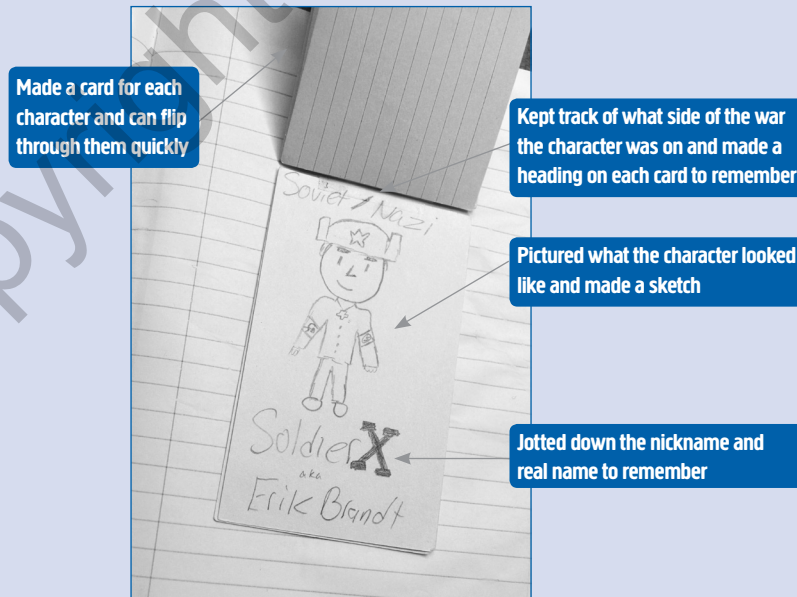 Made a card for each
character and can flip
through them quickly
Kept track of what side of the war
the character was on and made a
heading on each card to remember
Soviet / Nazi
Pictured what the character looked
like and made a sketch
Soldier X
aka
Erik Brandt
Jotted down the nickname and
real name to remember